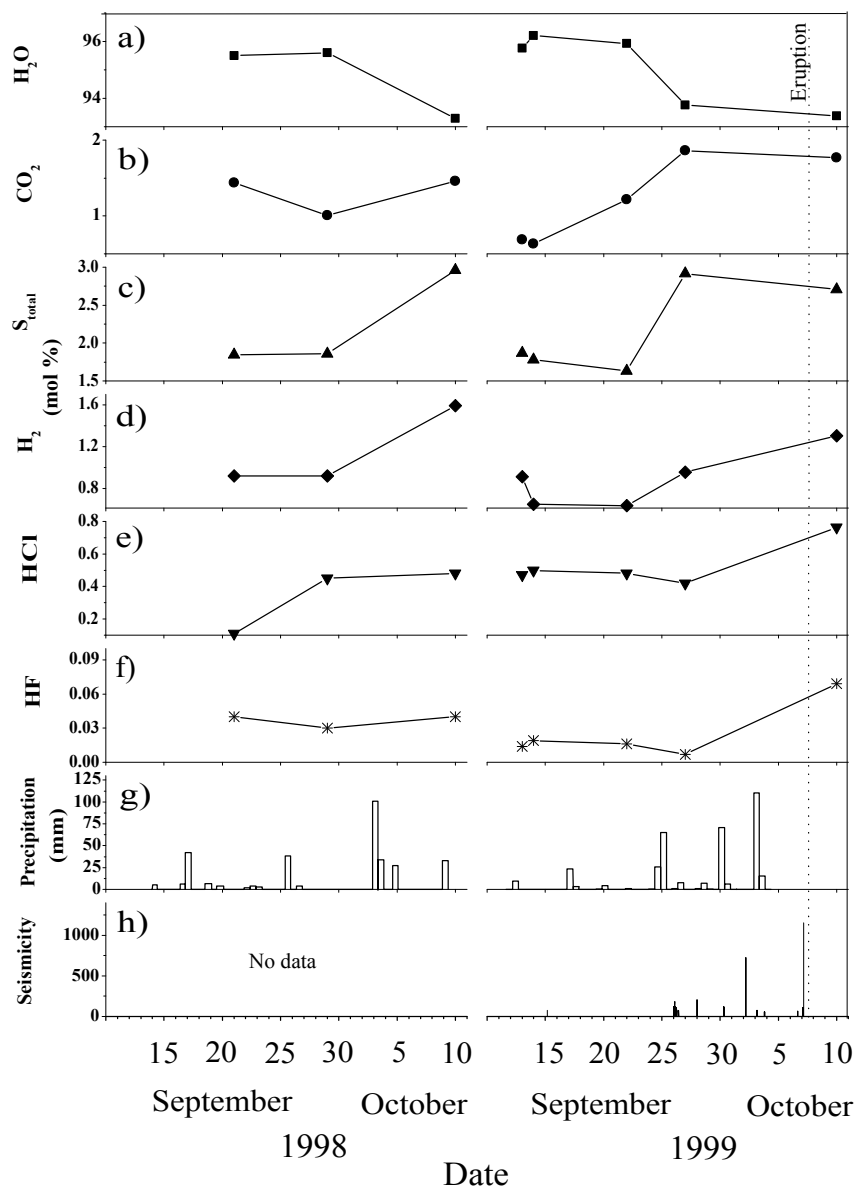 a)
H2O
96
94
Eruption
b)
CO2
2
1
c)
Stotal
3.0
2.5
2.0
1.5
(mol %)
d)
H2
1.6
1.2
0.8
e)
HCl
0.8
0.6
0.4
0.2
f)
HF
0.09
0.06
0.03
0.00
g)
Precipitation
(mm)
125
100
75
50
25
0
h)
Seismicity
1000
500
0
No data
15 20 25 30 5 10 15 20 25 30 5 10
September October September October
1998 1999
Date